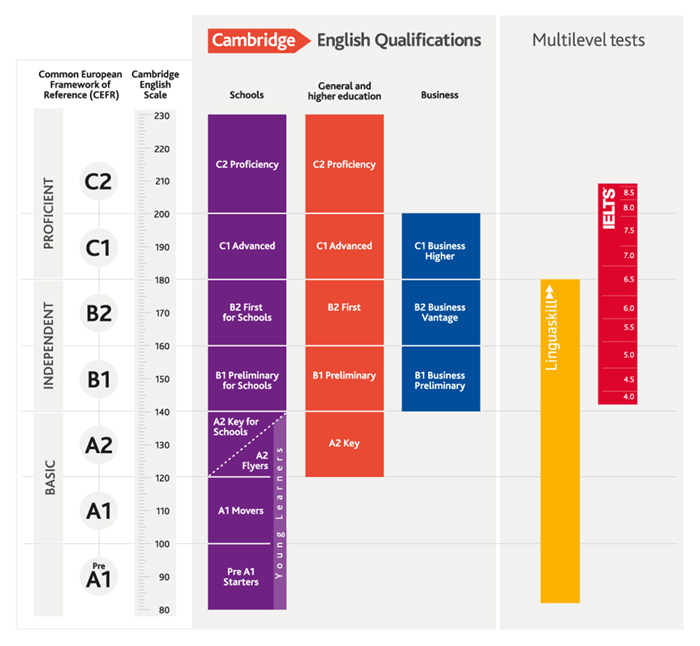 Cambridge English Qualifications
Multilevel tests
Common European
Framework of
Reference (CEFR)
Cambridge
English
Scale
Schools
General and
higher education
Business
PROFICIENT
INDEPENDENT
BASIC
C2
C1
B2
B1
A2
A1
Pre
A1
230
220
210
200
190
180
170
160
150
140
130
120
110
100
90
80
C2 Proficiency
C1 Advanced
B2 First
for Schools
B1 Preliminary
for Schools
A2 Key for
Schools
A2
Flyers
A1 Movers
Pre A1
Starters
Young Learners
C2 Proficiency
C1 Advanced
B2 First
B1 Preliminary
A2 Key
C1 Business
Higher
B2 Business
Vantage
B1 Business
Preliminary
Linguaskill
IELTS
8.5
8.0
7.5
7.0
6.5
6.0
5.5
5.0
4.5
4.0